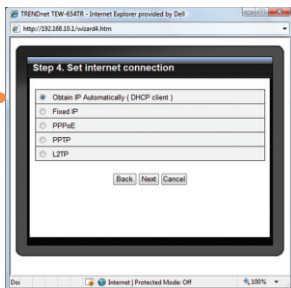 TRENDnet TEW-654TR - Internet Explorer provided by Dell
http://192.168.10.1/wizard4.htm
Step 4. Set internet connection
Obtain IP Automatically ( DHCP client )
Fixed IP
PPPoE
PPTP
L2TP
Back Next Cancel
Internet | Protected Mode: Off 100%